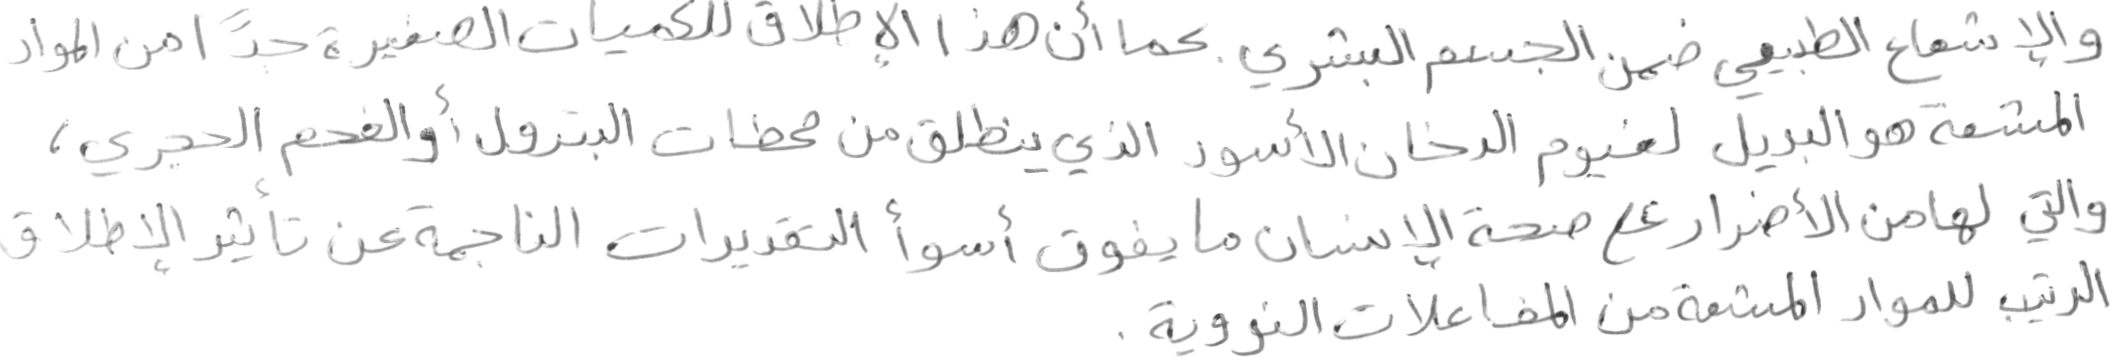 والإشعاع الطبيعي ضمن الجسم البشري. كما أن هذا الإطلاق للكميات الصغيرة جدًا من المواد
المشعة هو البديل لغيوم الدخان الأسود الذي ينطلق من محطات البترول أو الفحم الحجري،
والتي لها من الأضرار على صحة الإنسان ما يفوق أسوأ التقديرات الناجمة عن تأثير الإطلاق
الرتيب للمواد المشعة من المفاعلات النووية.